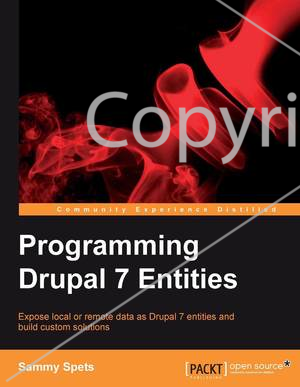 Copyri
Community Experience Distilled
Programming
Drupal 7 Entities
Expose local or remote data as Drupal 7 entities and
build custom solutions
Sammy Spets
[PACKT] open source*
PUBLISHING